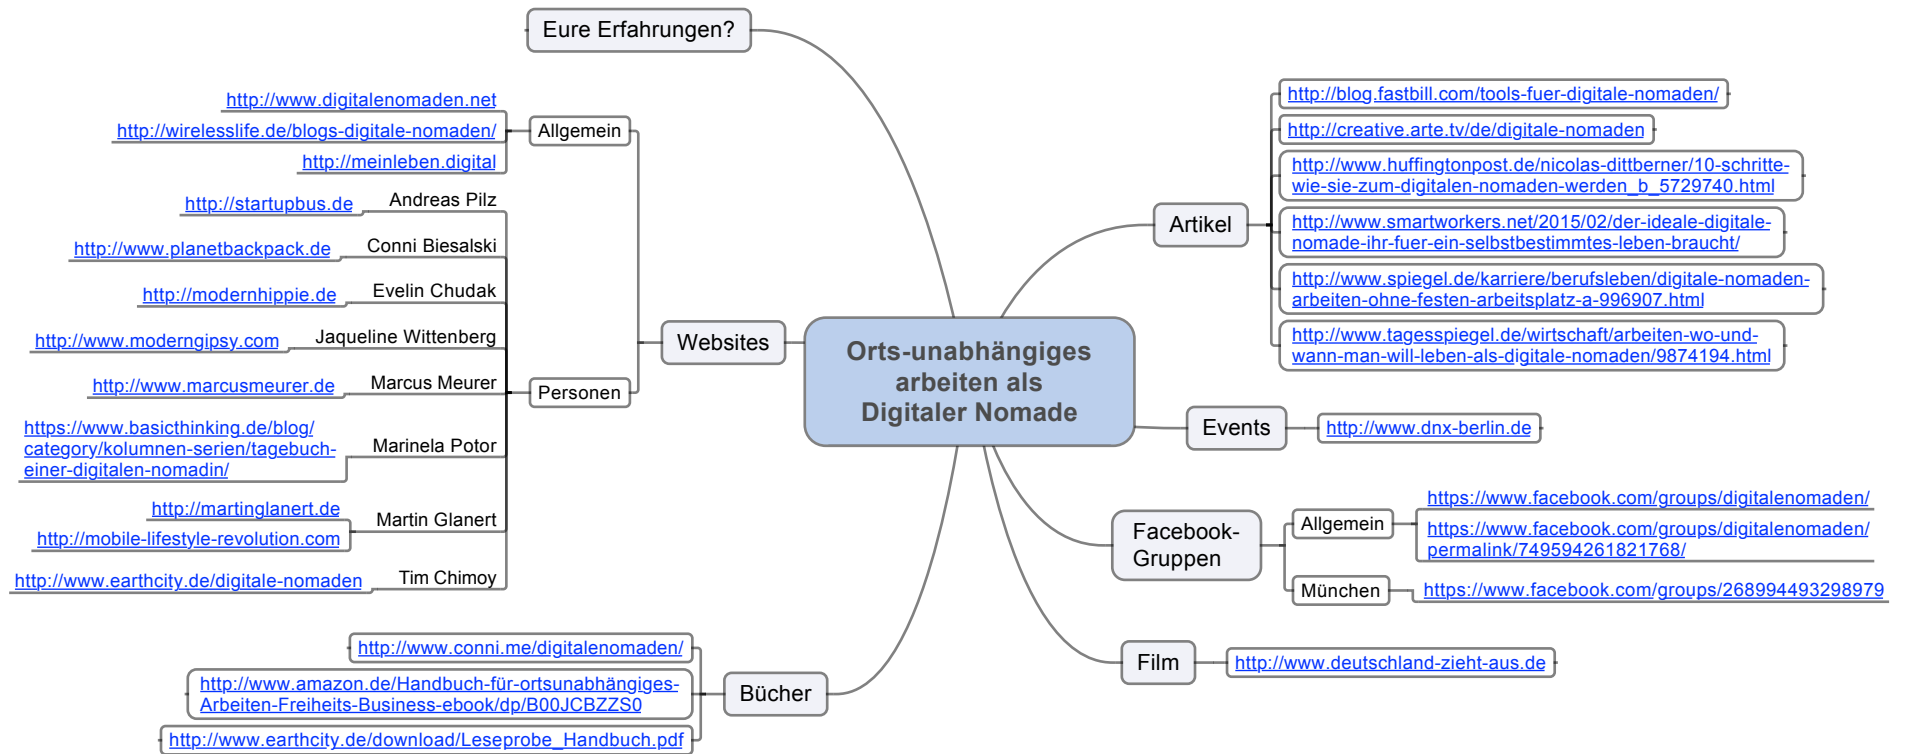 Eure Erfahrungen?
http://www.digitalenomaden.net
http://wirelesslife.de/blogs-digitale-nomaden/
http://meinleben.digital
Allgemein
http://startupbus.de
Andreas Pilz
http://www.planetbackpack.de
Conni Biesalski
http://modernhippie.de
Evelin Chudak
http://www.moderngipsy.com
Jaqueline Wittenberg
http://www.marcusmeurer.de
Marcus Meurer
https://www.basicthinking.de/blog/
category/kolumnen-serien/tagebuch-
einer-digitalen-nomadin/
Marinela Potor
http://martinglanert.de
http://mobile-lifestyle-revolution.com
Martin Glanert
http://www.earthcity.de/digitale-nomaden
Tim Chimoy
Personen
Websites
http://www.conni.me/digitalenomaden/
http://www.amazon.de/Handbuch-für-ortsunabhängiges-
Arbeiten-Freiheits-Business-ebook/dp/B00JCBZZS0
http://www.earthcity.de/download/Leseprobe_Handbuch.pdf
Bücher
Orts-unabhängiges
arbeiten als
Digitaler Nomade
Artikel
http://blog.fastbill.com/tools-fuer-digitale-nomaden/
http://creative.arte.tv/de/digitale-nomaden
http://www.huffingtonpost.de/nicolas-dittberner/10-schritte-
wie-sie-zum-digitalen-nomaden-werden_b_5729740.html
http://www.smartworkers.net/2015/02/der-ideale-digitale-
nomade-ihr-fuer-ein-selbstbestimmtes-leben-braucht/
http://www.spiegel.de/karriere/berufsleben/digitale-nomaden-
arbeiten-ohne-festen-arbeitsplatz-a-996907.html
http://www.tagesspiegel.de/wirtschaft/arbeiten-wo-und-
wann-man-will-leben-als-digitale-nomaden/9874194.html
Events
http://www.dnx-berlin.de
Facebook-
Gruppen
Allgemein
https://www.facebook.com/groups/digitalenomaden/
https://www.facebook.com/groups/digitalenomaden/
permalink/749594261821768/
München
https://www.facebook.com/groups/268994493298979
Film
http://www.deutschland-zieht-aus.de